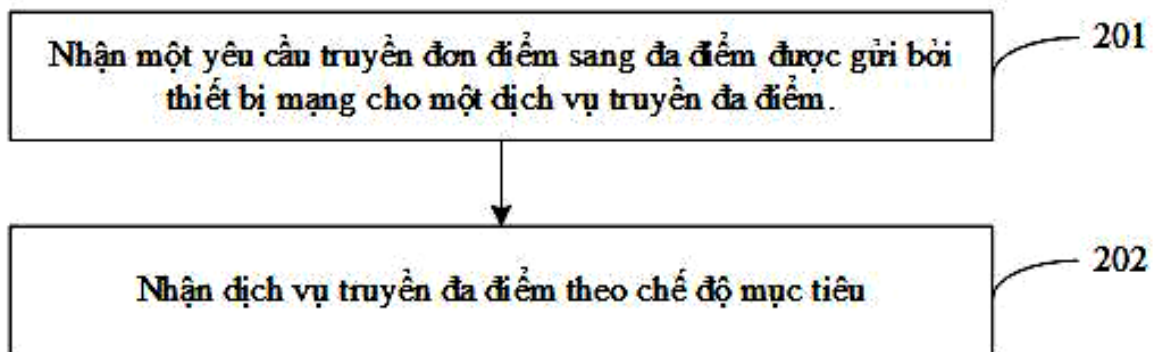 Nhận một yêu cầu truyền đơn điểm sang đa điểm được gửi bởi
thiết bị mạng cho một dịch vụ truyền đa điểm.
201
Nhận dịch vụ truyền đa điểm theo chế độ mục tiêu
202